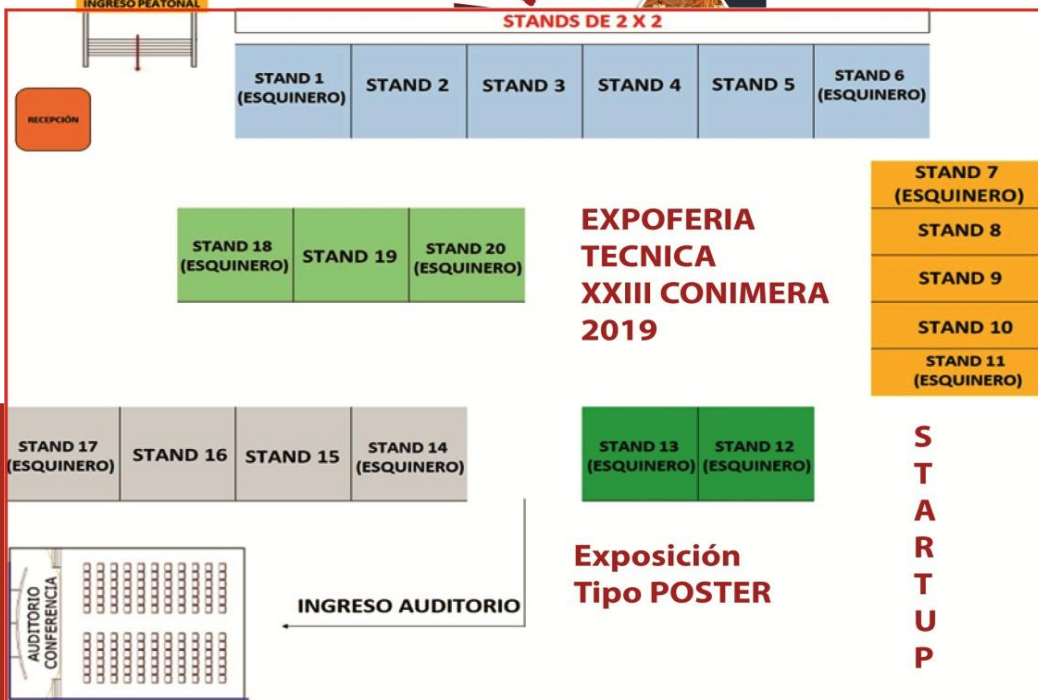 INGRESO PEATONAL
STANDS DE 2 X 2
RECEPCIÓN
STAND 1
(ESQUINERO)
STAND 2
STAND 3
STAND 4
STAND 5
STAND 6
(ESQUINERO)
STAND 7
(ESQUINERO)
STAND 8
STAND 9
STAND 10
STAND 11
(ESQUINERO)
STAND 18
(ESQUINERO)
STAND 19
STAND 20
(ESQUINERO)
EXPOFERIA
TECNICA
XXIII CONIMERA
2019
STAND 17
(ESQUINERO)
STAND 16
STAND 15
STAND 14
(ESQUINERO)
STAND 13
(ESQUINERO)
STAND 12
(ESQUINERO)
STARTUP
Exposición
Tipo POSTER
INGRESO AUDITORIO
AUDITORIO
CONFERENCIA